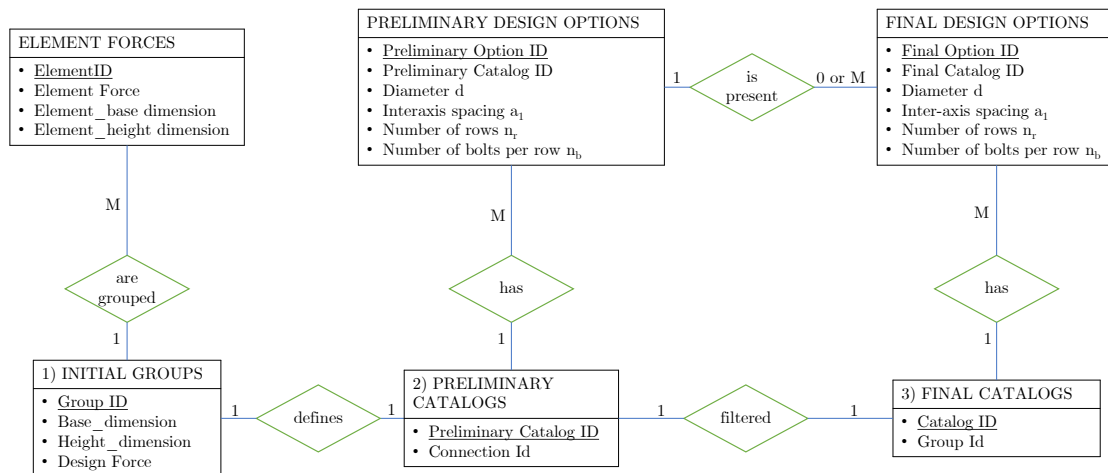 ELEMENT FORCES
• ElementID
• Element Force
• Element_base dimension
• Element_height dimension
PRELIMINARY DESIGN OPTIONS
• Preliminary Option ID
• Preliminary Catalog ID
• Diameter d
• Interaxis spacing a₁
• Number of rows nᵣ
• Number of bolts per row n_b
1
is
present
0 or M
FINAL DESIGN OPTIONS
• Final Option ID
• Final Catalog ID
• Diameter d
• Inter-axis spacing a₁
• Number of rows nᵣ
• Number of bolts per row n_b
M
are
grouped
1
M
has
1
M
has
1
1) INITIAL GROUPS
• Group ID
• Base_dimension
• Height_dimension
• Design Force
1
defines
1
2) PRELIMINARY
CATALOGS
• Preliminary Catalog ID
• Connection Id
1
filtered
1
3) FINAL CATALOGS
• Catalog ID
• Group Id